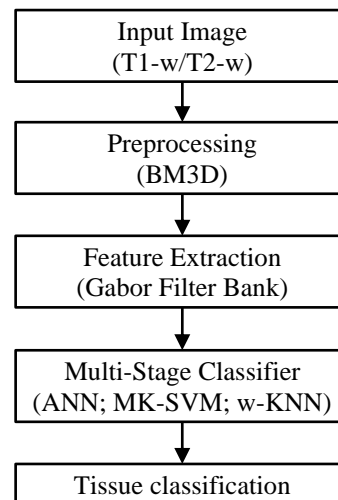 Input Image
(T1-w/T2-w)
Preprocessing
(BM3D)
Feature Extraction
(Gabor Filter Bank)
Multi-Stage Classifier
(ANN; MK-SVM; w-KNN)
Tissue classification